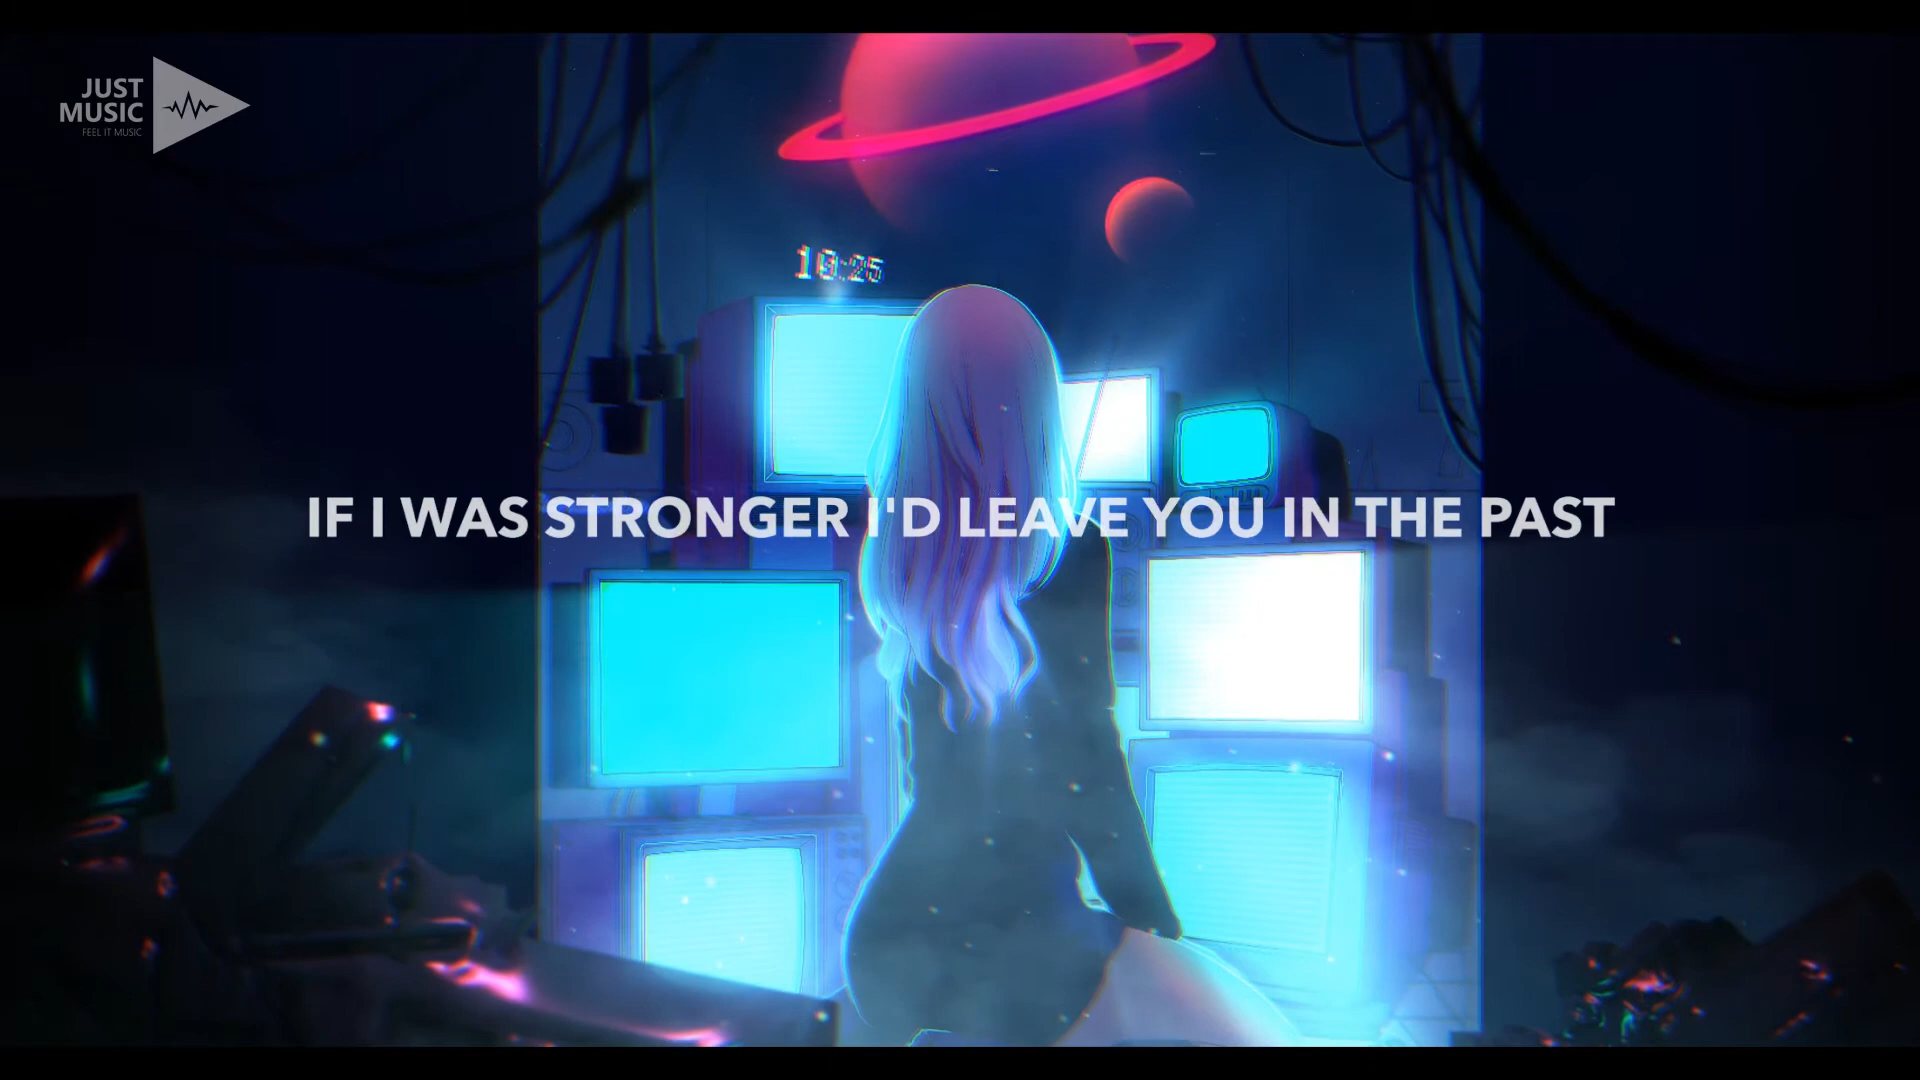 JUST
MUSIC
FEEL IT MUSIC
10:25
IF I WAS STRONGER I'D LEAVE YOU IN THE PAST